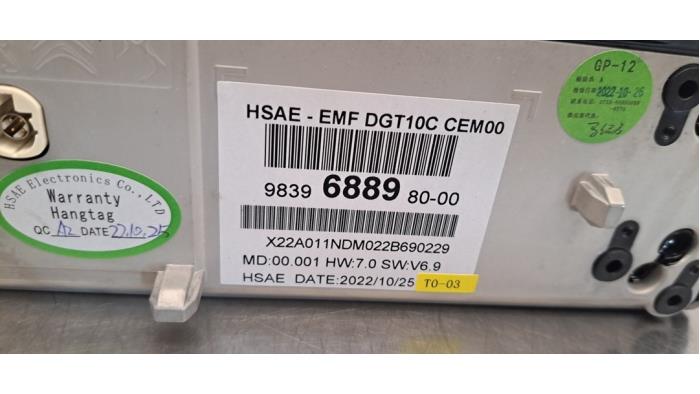 HSAE - EMF DGT10C CEM00
9839 6889 80-00
X22A011NDM022B690229
MD:00.001 HW:7.0 SW:V6.9
HSAE DATE:2022/10/25 TO-03
HSAE Electronics Co.,LTD
Warranty
Hangtag
QC AZ DATE 22.10.25
GP-12
2022-10-26